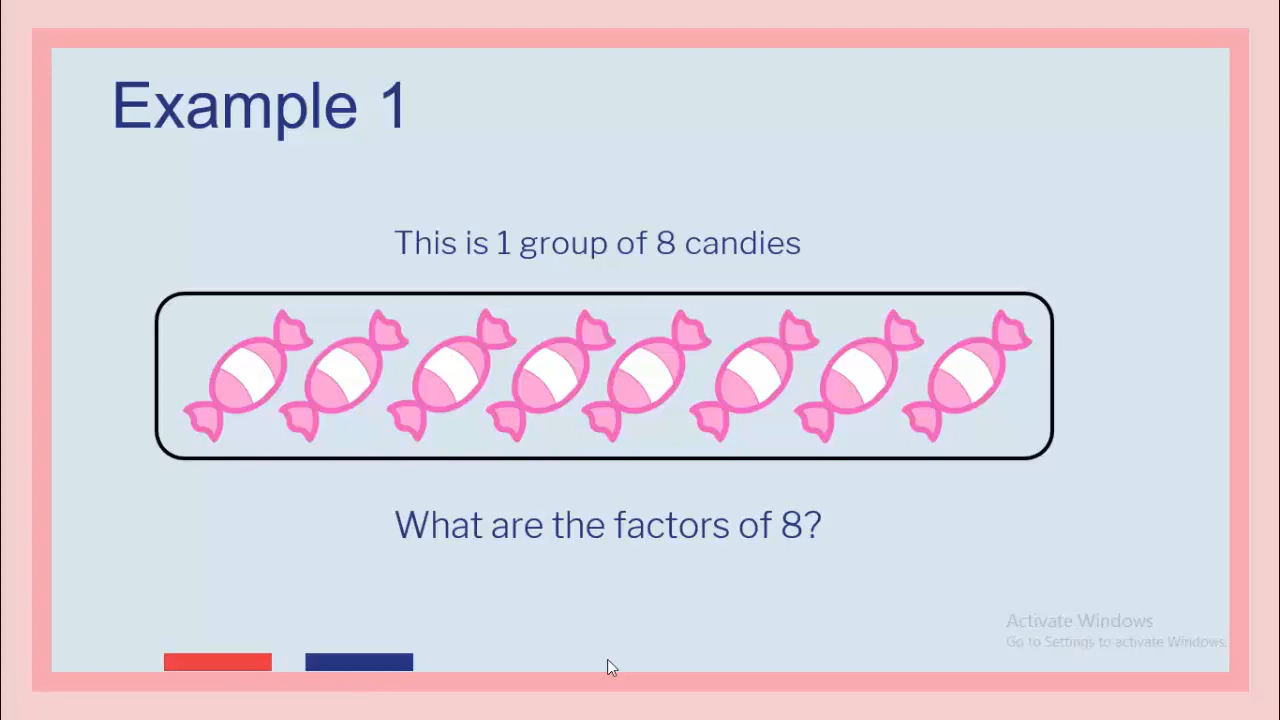 Example 1
This is 1 group of 8 candies
What are the factors of 8?
Activate Windows
Go to Settings to activate Windows.